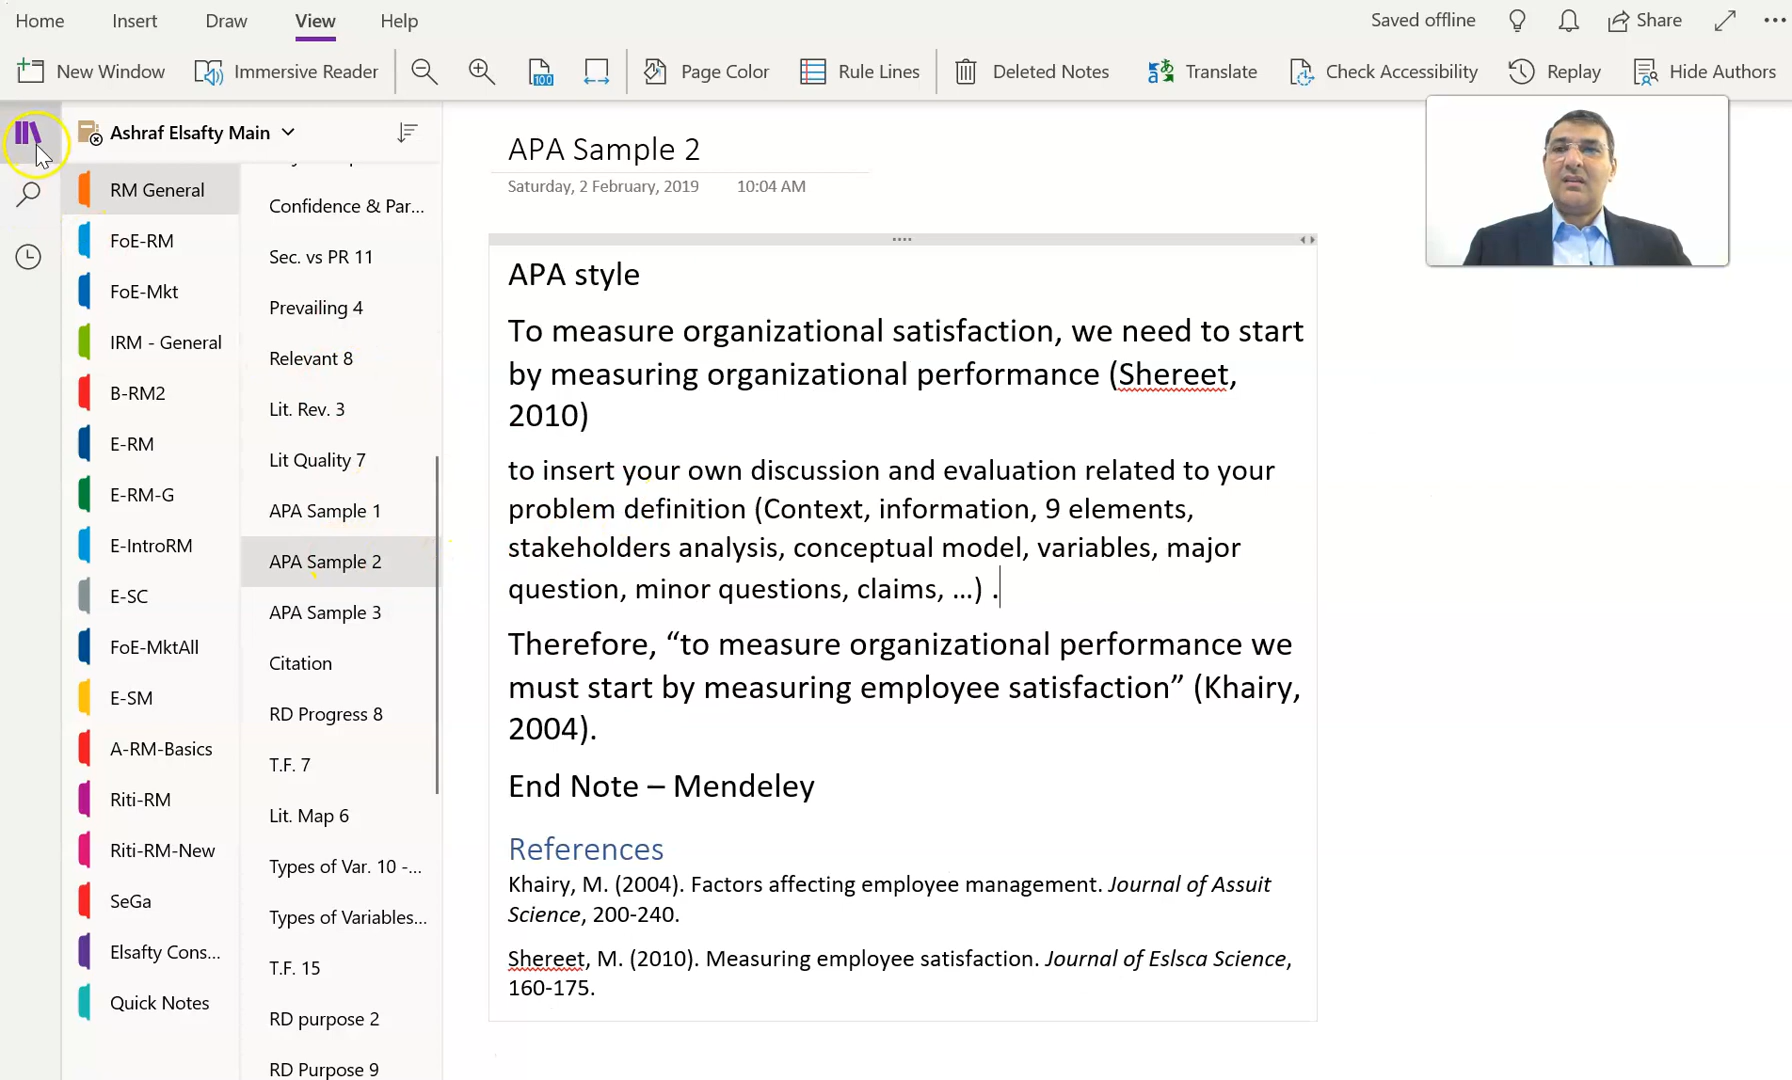 Home Insert Draw View Help
Saved offline Share
New Window Immersive Reader 100 Page Color Rule Lines Deleted Notes Translate Check Accessibility Replay Hide Authors
Ashraf Elsafty Main
RM General
FoE-RM
FoE-Mkt
IRM - General
B-RM2
E-RM
E-RM-G
E-IntroRM
E-SC
FoE-MktAll
E-SM
A-RM-Basics
Riti-RM
Riti-RM-New
SeGa
Elsafty Cons...
Quick Notes
Confidence & Par...
Sec. vs PR 11
Prevailing 4
Relevant 8
Lit. Rev. 3
Lit Quality 7
APA Sample 1
APA Sample 2
APA Sample 3
Citation
RD Progress 8
T.F. 7
Lit. Map 6
Types of Var. 10 -...
Types of Variables...
T.F. 15
RD purpose 2
RD Purpose 9
APA Sample 2
Saturday, 2 February, 2019 10:04 AM
APA style
To measure organizational satisfaction, we need to start
by measuring organizational performance (Shereet,
2010)
to insert your own discussion and evaluation related to your
problem definition (Context, information, 9 elements,
stakeholders analysis, conceptual model, variables, major
question, minor questions, claims, ...) .
Therefore, “to measure organizational performance we
must start by measuring employee satisfaction” (Khairy,
2004).
End Note – Mendeley
References
Khairy, M. (2004). Factors affecting employee management. Journal of Assuit
Science, 200-240.
Shereet, M. (2010). Measuring employee satisfaction. Journal of Eslsca Science,
160-175.